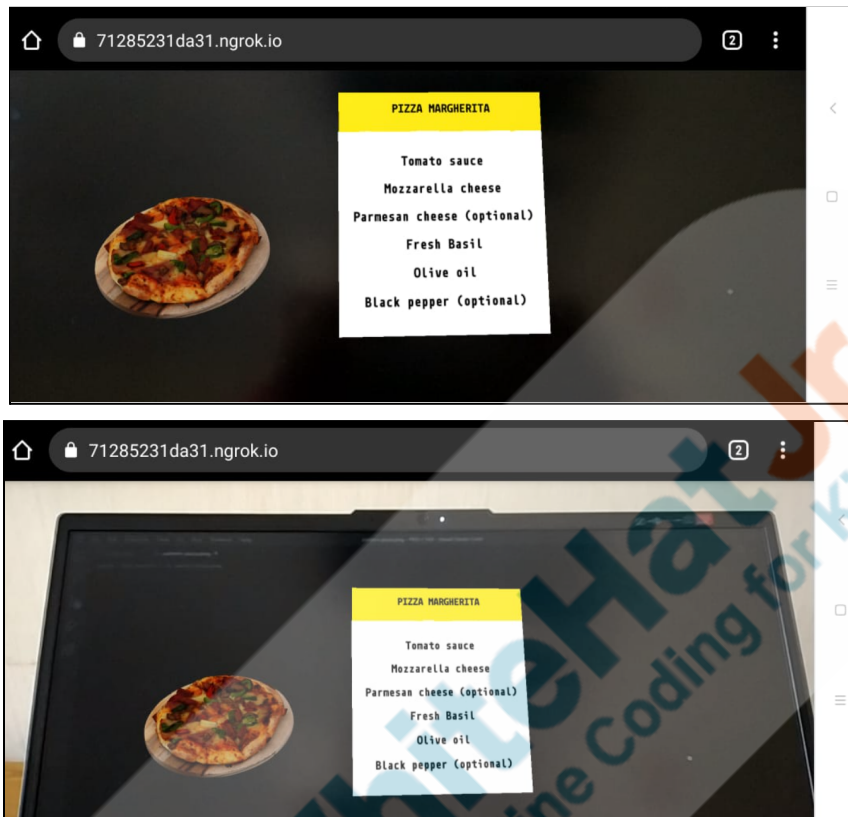 71285231da31.ngrok.io
2
PIZZA MARGHERITA
Tomato sauce
Mozzarella cheese
Parmesan cheese (optional)
Fresh Basil
Olive oil
Black pepper (optional)
71285231da31.ngrok.io
2
PIZZA MARGHERITA
Tomato sauce
Mozzarella cheese
Parmesan cheese (optional)
Fresh Basil
Olive oil
Black pepper (optional)
WhiteHat Jr
Coding for